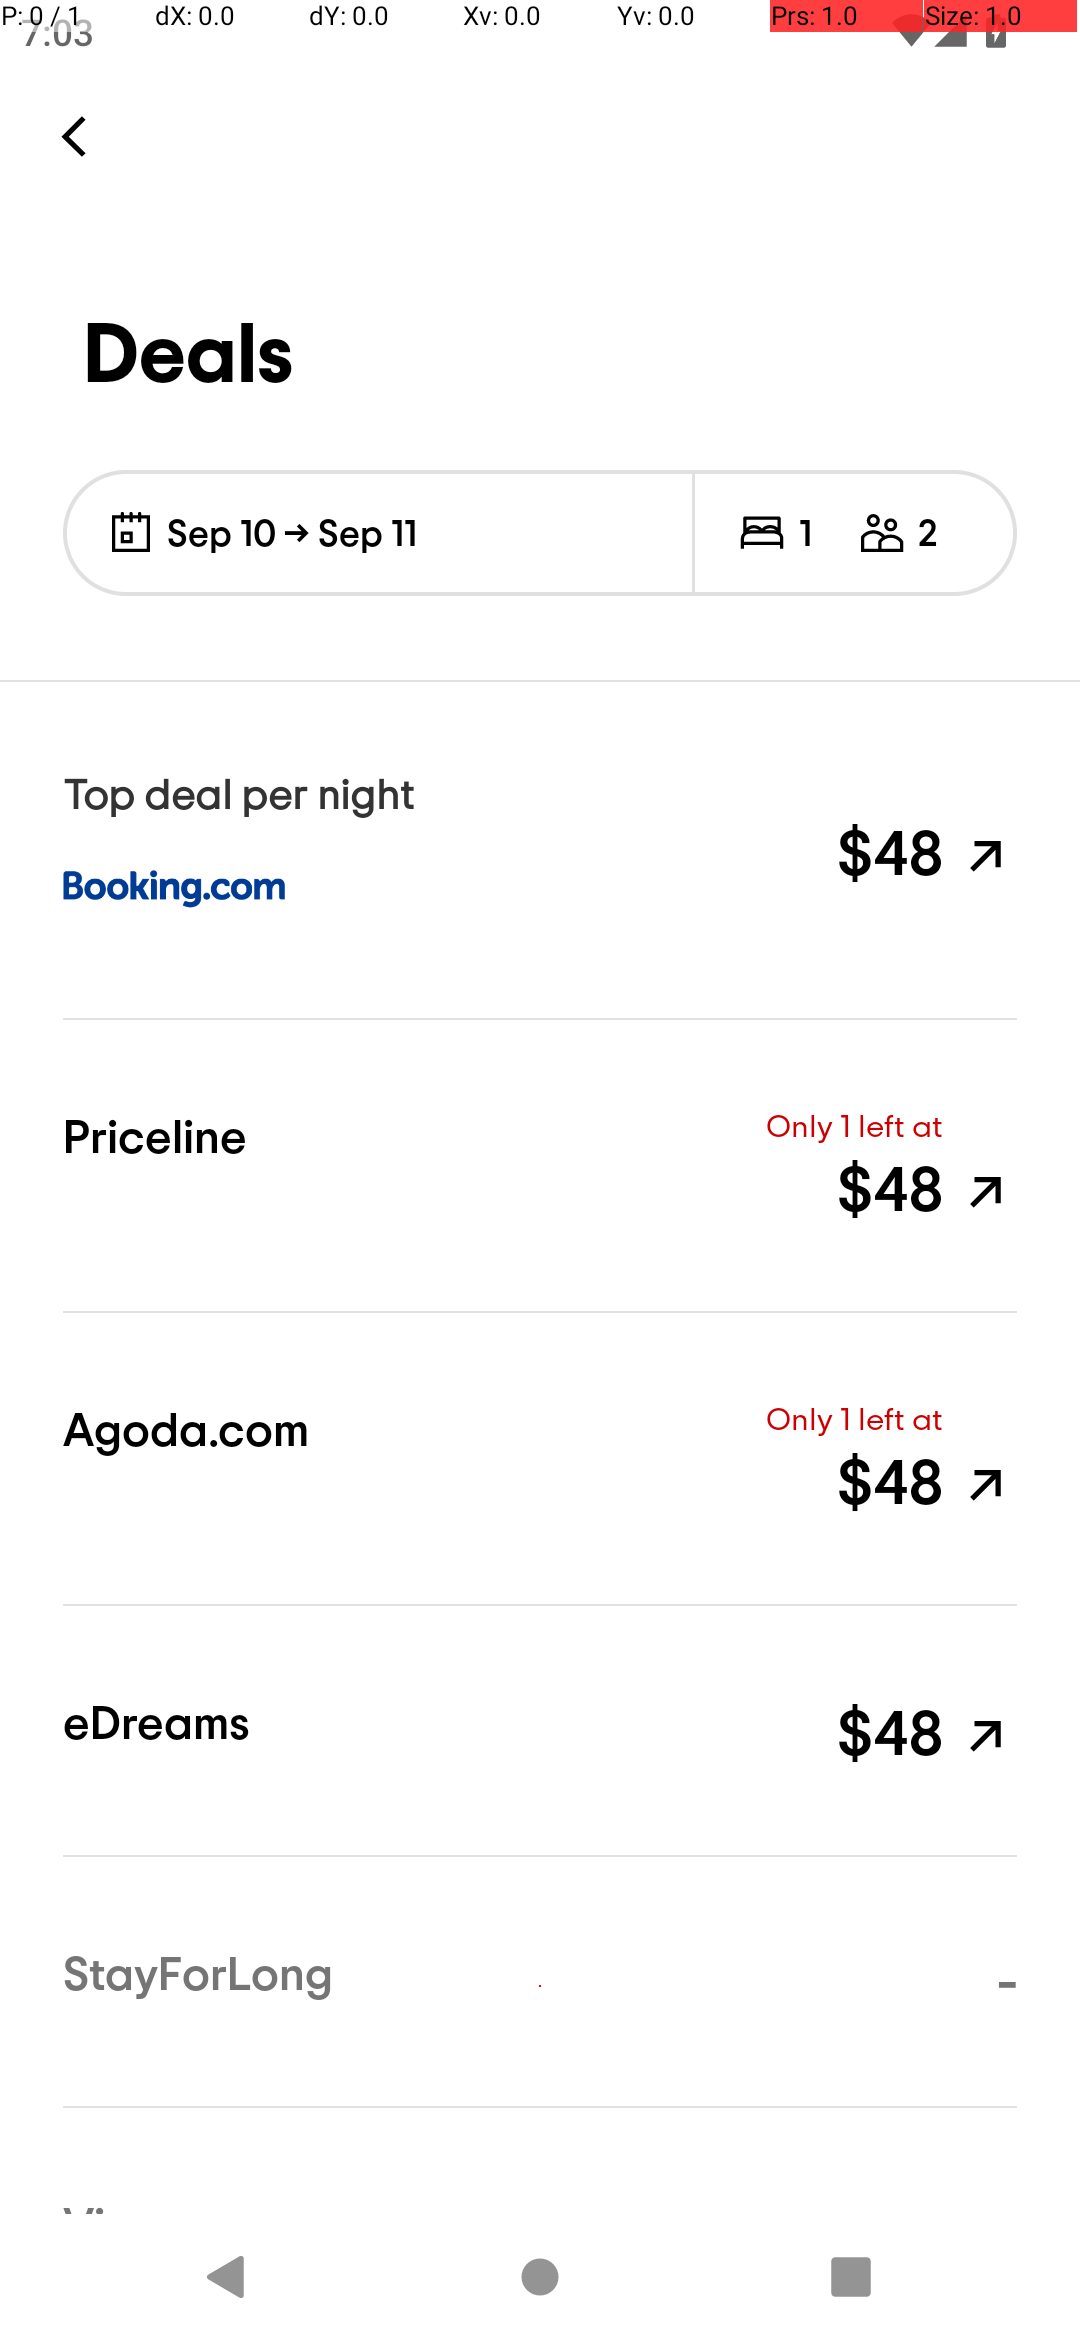 P: 0 / 1 dX: 0.0 dY: 0.0 Xv: 0.0 Yv: 0.0 Prs: 1.0 Size: 1.0
7:03
Deals
Sep 10 → Sep 11 1 2
Top deal per night
Booking.com
$48
Priceline
Only 1 left at
$48
Agoda.com
Only 1 left at
$48
eDreams
$48
StayForLong
-